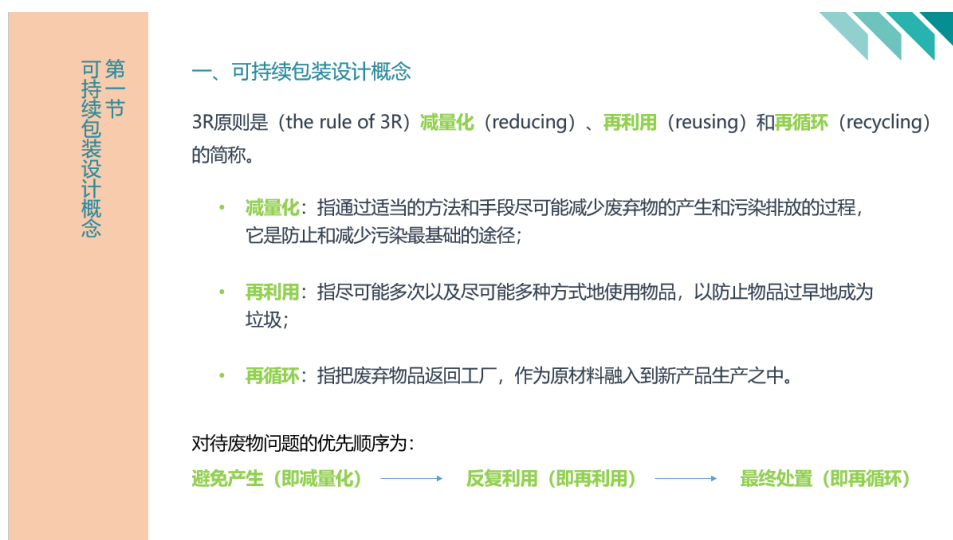 第一节
可持续包装设计概念
一、可持续包装设计概念
3R原则是（the rule of 3R）减量化（reducing）、再利用（reusing）和再循环（recycling）
的简称。
• 减量化：指通过适当的方法和手段尽可能减少废弃物的产生和污染排放的过程，
它是防止和减少污染最基础的途径；
• 再利用：指尽可能多次以及尽可能多种方式地使用物品，以防止物品过早地成为
垃圾；
• 再循环：指把废弃物品返回工厂，作为原材料融入到新产品生产之中。
对待废物问题的优先顺序为：
避免产生（即减量化） 反复利用（即再利用） 最终处置（即再循环）